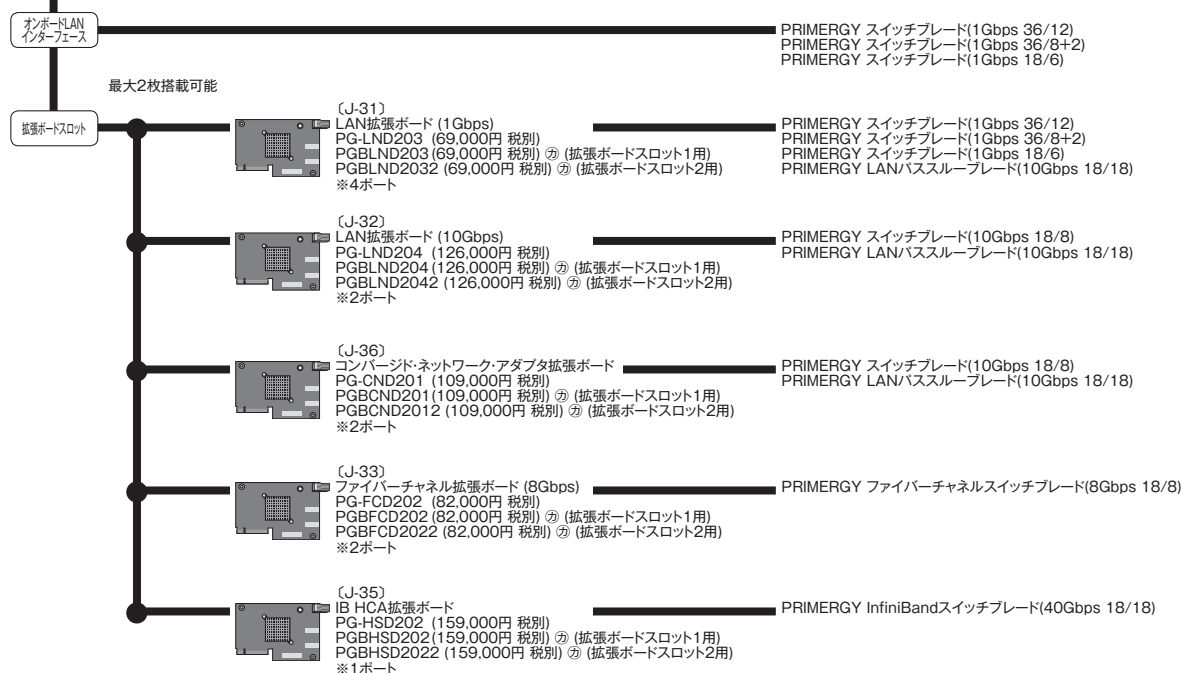 オンボードLAN
インターフェース
PRIMERGY スイッチブレード(1Gbps 36/12)
PRIMERGY スイッチブレード(1Gbps 36/8+2)
PRIMERGY スイッチブレード(1Gbps 18/6)
最大2枚搭載可能
拡張ボードスロット
〔J-31〕
LAN拡張ボード (1Gbps)
PG-LND203 (69,000円 税別)
PGBLND203 (69,000円 税別) ㋕ (拡張ボードスロット1用)
PGBLND2032 (69,000円 税別) ㋕ (拡張ボードスロット2用)
※4ポート
PRIMERGY スイッチブレード(1Gbps 36/12)
PRIMERGY スイッチブレード(1Gbps 36/8+2)
PRIMERGY スイッチブレード(1Gbps 18/6)
PRIMERGY LANパススルーブレード(10Gbps 18/18)
〔J-32〕
LAN拡張ボード (10Gbps)
PG-LND204 (126,000円 税別)
PGBLND204 (126,000円 税別) ㋕ (拡張ボードスロット1用)
PGBLND2042 (126,000円 税別) ㋕ (拡張ボードスロット2用)
※2ポート
PRIMERGY スイッチブレード(10Gbps 18/8)
PRIMERGY LANパススルーブレード(10Gbps 18/18)
〔J-36〕
コンバージド・ネットワーク・アダプタ拡張ボード
PG-CND201 (109,000円 税別)
PGBCND201 (109,000円 税別) ㋕ (拡張ボードスロット1用)
PGBCND2012 (109,000円 税別) ㋕ (拡張ボードスロット2用)
※2ポート
PRIMERGY スイッチブレード(10Gbps 18/8)
PRIMERGY LANパススルーブレード(10Gbps 18/18)
〔J-33〕
ファイバーチャネル拡張ボード (8Gbps)
PG-FCD202 (82,000円 税別)
PGBFCD202 (82,000円 税別) ㋕ (拡張ボードスロット1用)
PGBFCD2022 (82,000円 税別) ㋕ (拡張ボードスロット2用)
※2ポート
PRIMERGY ファイバーチャネルスイッチブレード(8Gbps 18/8)
〔J-35〕
IB HCA拡張ボード
PG-HSD202 (159,000円 税別)
PGBHSD202 (159,000円 税別) ㋕ (拡張ボードスロット1用)
PGBHSD2022 (159,000円 税別) ㋕ (拡張ボードスロット2用)
※1ポート
PRIMERGY InfiniBandスイッチブレード(40Gbps 18/18)